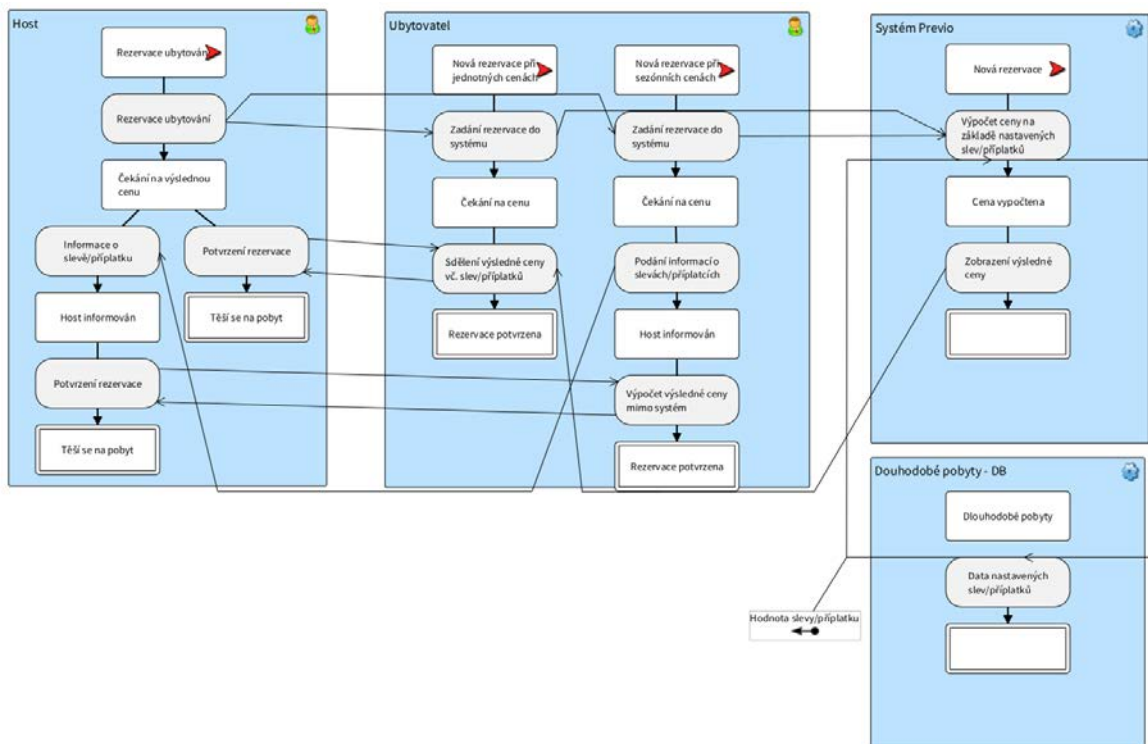 Host
Rezervace ubytování
Rezervace ubytování
Čekání na výslednou
cenu
Informace o
slevě/příplatku
Potvrzení rezervace
Host informován
Těší se na pobyt
Potvrzení rezervace
Těší se na pobyt
Ubytovatel
Nová rezervace při
jednotných cenách
Nová rezervace při
sezónních cenách
Zadání rezervace do
systému
Zadání rezervace do
systému
Čekání na cenu
Čekání na cenu
Sdělení výsledné ceny
vč. slev/příplatků
Podání informací o
slevách/příplatcích
Rezervace potvrzena
Host informován
Výpočet výsledné ceny
mimo systém
Rezervace potvrzena
Systém Previo
Nová rezervace
Výpočet ceny na
základě nastavených
slev/příplatků
Cena vypočtena
Zobrazení výsledné
ceny
Douhodobé pobyty - DB
Dlouhodobé pobyty
Data nastavených
slev/příplatků
Hodnota slevy/příplatku